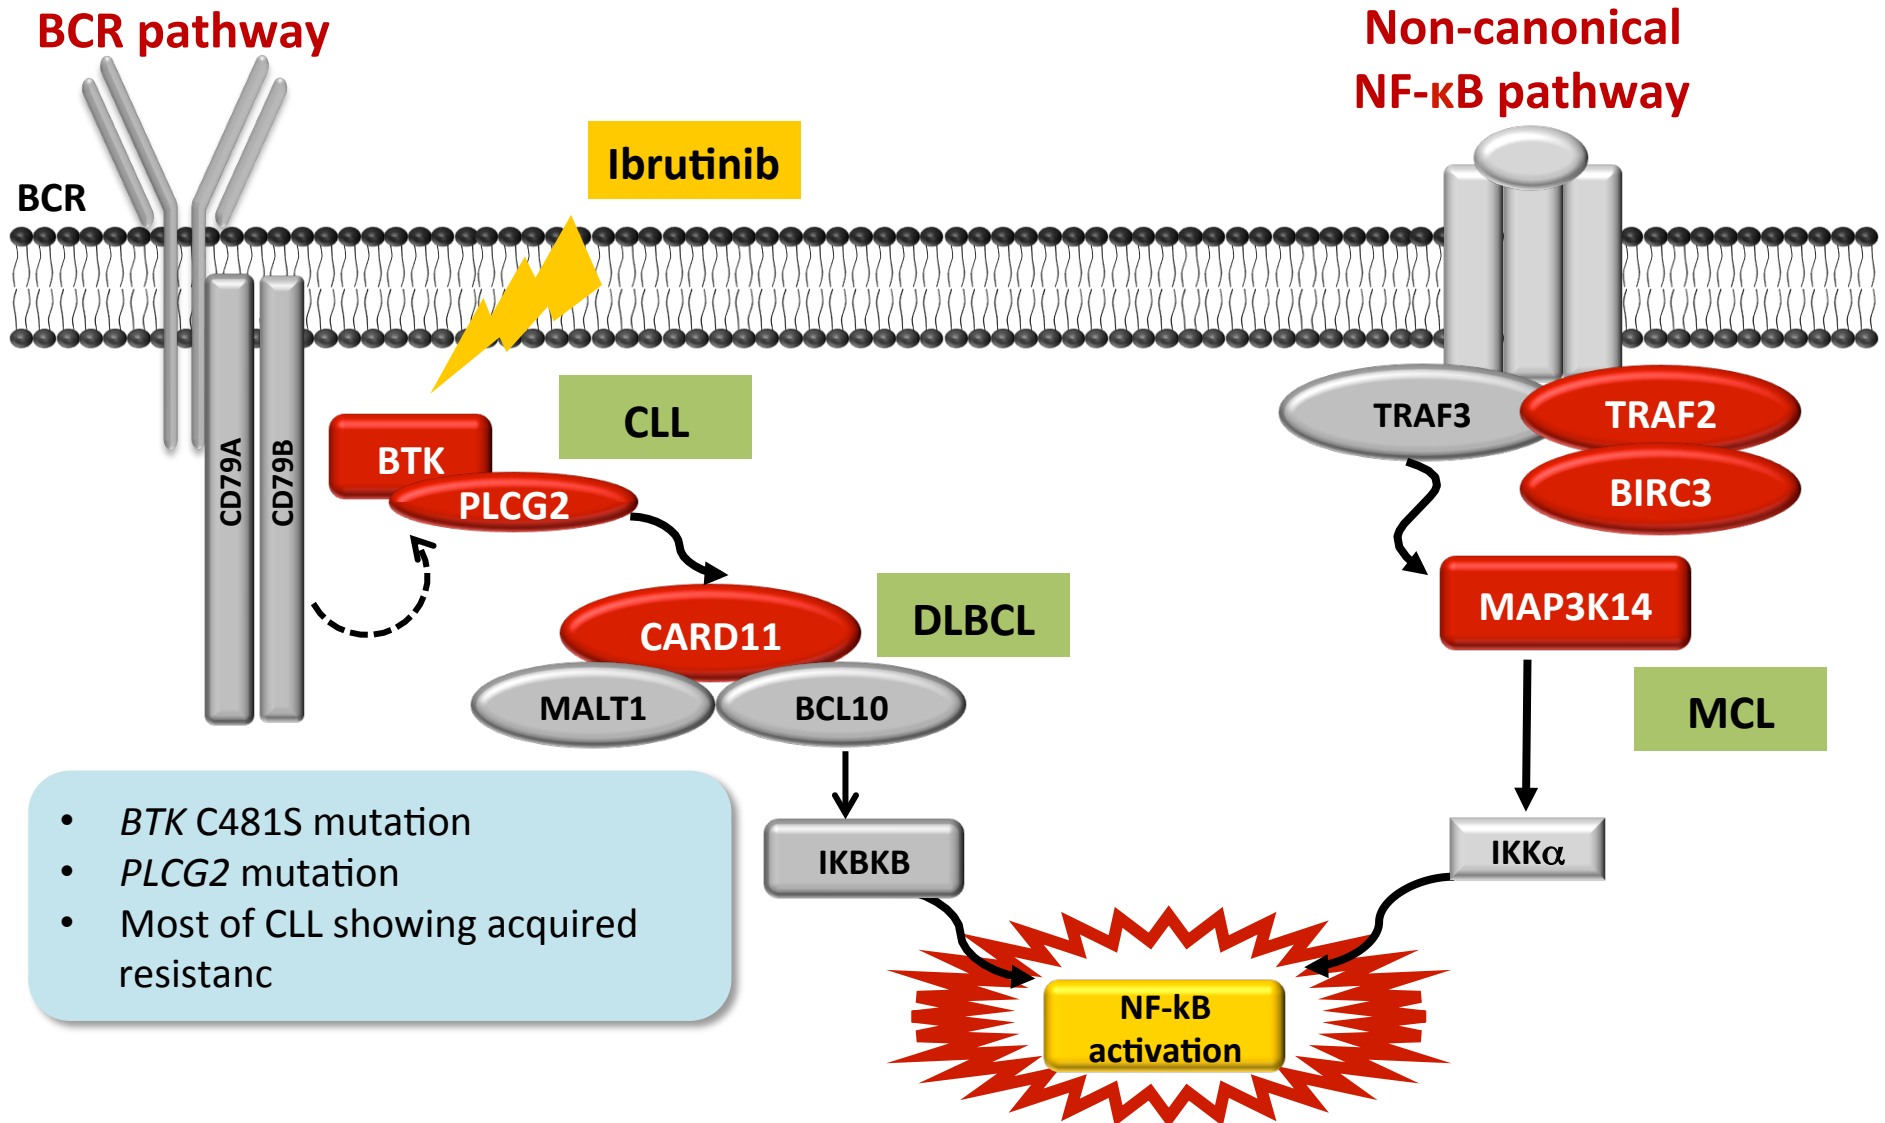 BCR pathway
Non-canonical
NF-κB pathway
Ibrutinib
BCR
CD79A
CD79B
BTK
PLCG2
CLL
CARD11
MALT1
BCL10
DLBCL
IKBKB
TRAF3
TRAF2
BIRC3
MAP3K14
MCL
IKKα
NF-kB
activation
• BTK C481S mutation
• PLCG2 mutation
• Most of CLL showing acquired
resistanc